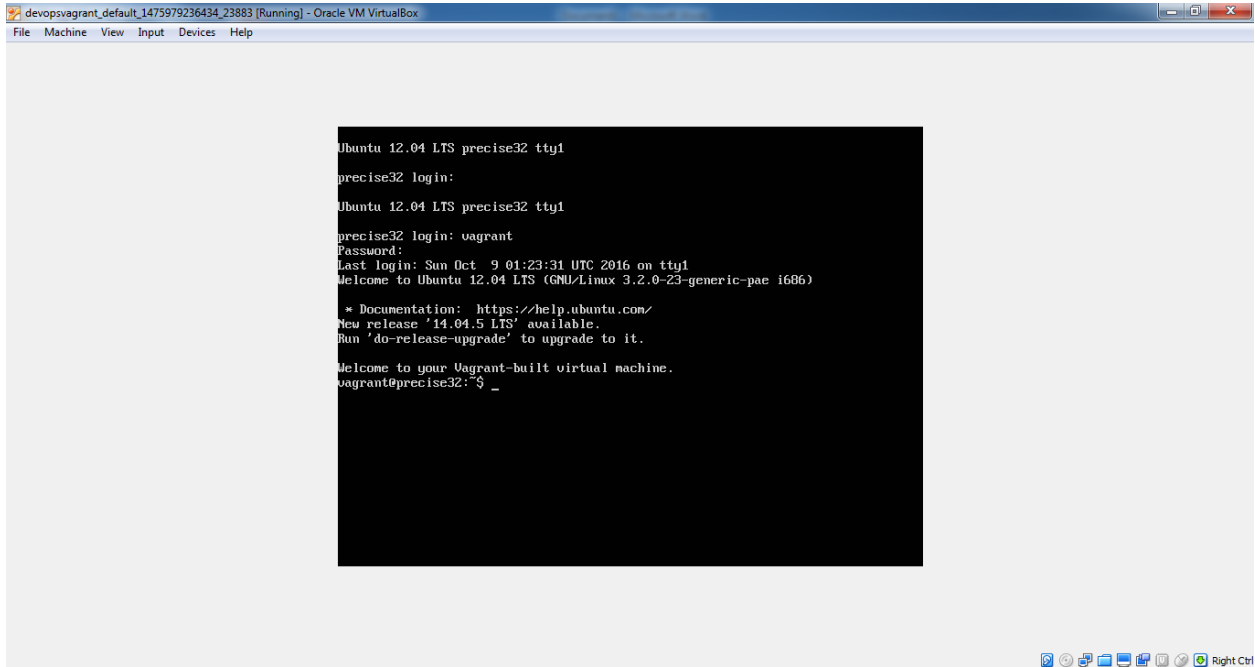 devopsvagrant_default_1475979236434_23883 [Running] - Oracle VM VirtualBox
File Machine View Input Devices Help
Ubuntu 12.04 LTS precise32 tty1
precise32 login:
Ubuntu 12.04 LTS precise32 tty1
precise32 login: vagrant
Password:
Last login: Sun Oct  9 01:23:31 UTC 2016 on tty1
Welcome to Ubuntu 12.04 LTS (GNU/Linux 3.2.0-23-generic-pae i686)
 * Documentation:  https://help.ubuntu.com/
New release '14.04.5 LTS' available.
Run 'do-release-upgrade' to upgrade to it.
Welcome to your Vagrant-built virtual machine.
vagrant@precise32:~$ _
Right Ctrl